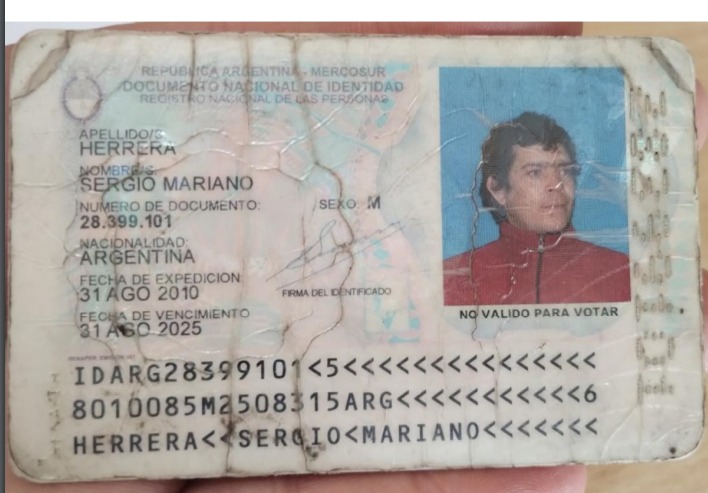 REPUBLICA ARGENTINA - MERCOSUR
DOCUMENTO NACIONAL DE IDENTIDAD
REGISTRO NACIONAL DE LAS PERSONAS
APELLIDO/S
HERRERA
NOMBRE/S
SERGIO MARIANO
NUMERO DE DOCUMENTO:
28.399.101
SEXO: M
NACIONALIDAD:
ARGENTINA
FECHA DE EXPEDICION
31 AGO 2010
FIRMA DEL IDENTIFICADO
FECHA DE VENCIMIENTO
31 AGO 2025
NO VALIDO PARA VOTAR
IDARG28399101<5<<<<<<<<<<<<<<<
8010085M2508315ARG<<<<<<<<<<<6
HERRERA<<SERGIO<MARIANO<<<<<<<